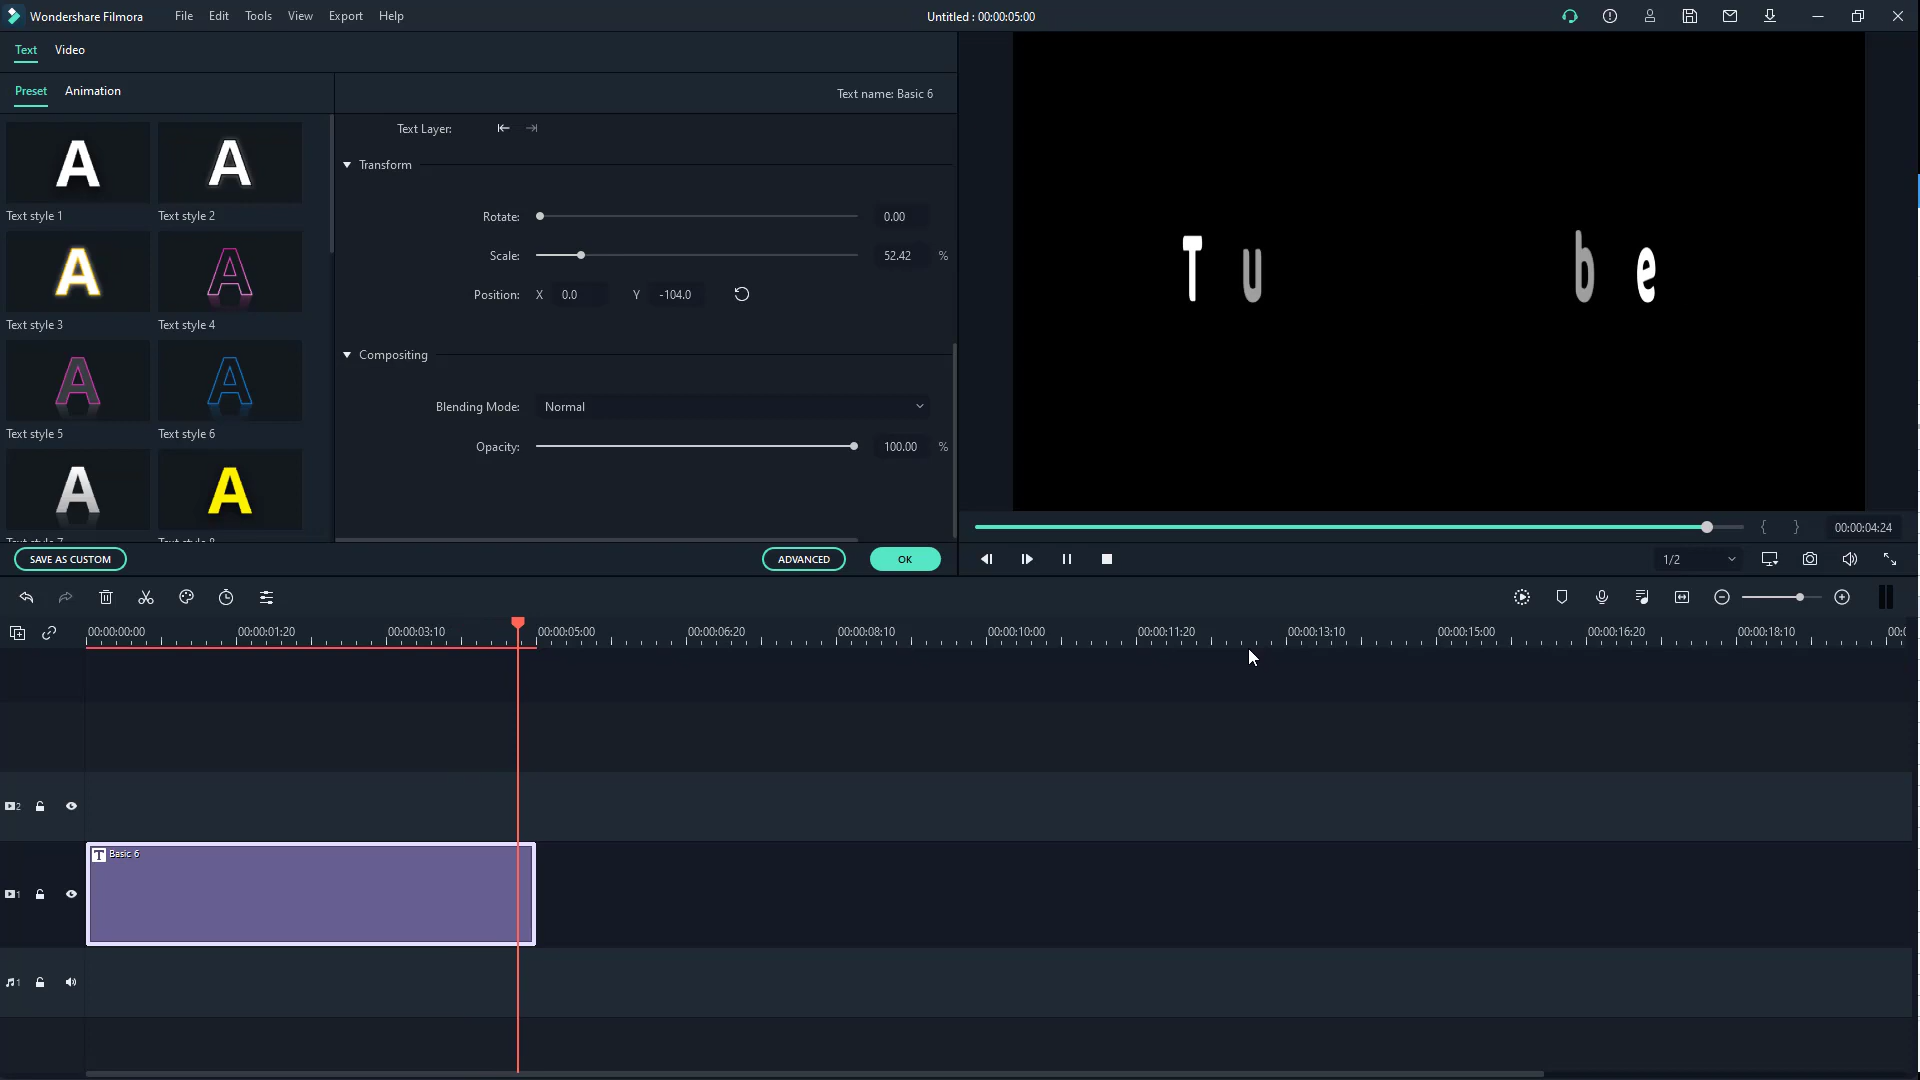 Wondershare Filmora File Edit Tools View Export Help Untitled : 00:00:05:00
Text Video
Preset Animation Text name: Basic 6
A A
Text style 1 Text style 2
A A
Text style 3 Text style 4
A A
Text style 5 Text style 6
A A
Text Layer:
Transform
Rotate: 0.00
Scale: 52.42 %
Position: X 0.0 Y -104.0
Compositing
Blending Mode: Normal
Opacity: 100.00 %
SAVE AS CUSTOM ADVANCED OK
T u b e
{ } 00:00:04:24
1/2
00:00:00:00 00:00:01:20 00:00:03:10 00:00:05:00 00:00:06:20 00:00:08:10 00:00:10:00 00:00:11:20 00:00:13:10 00:00:15:00 00:00:16:20 00:00:18:10
2
T Basic 6
1
1